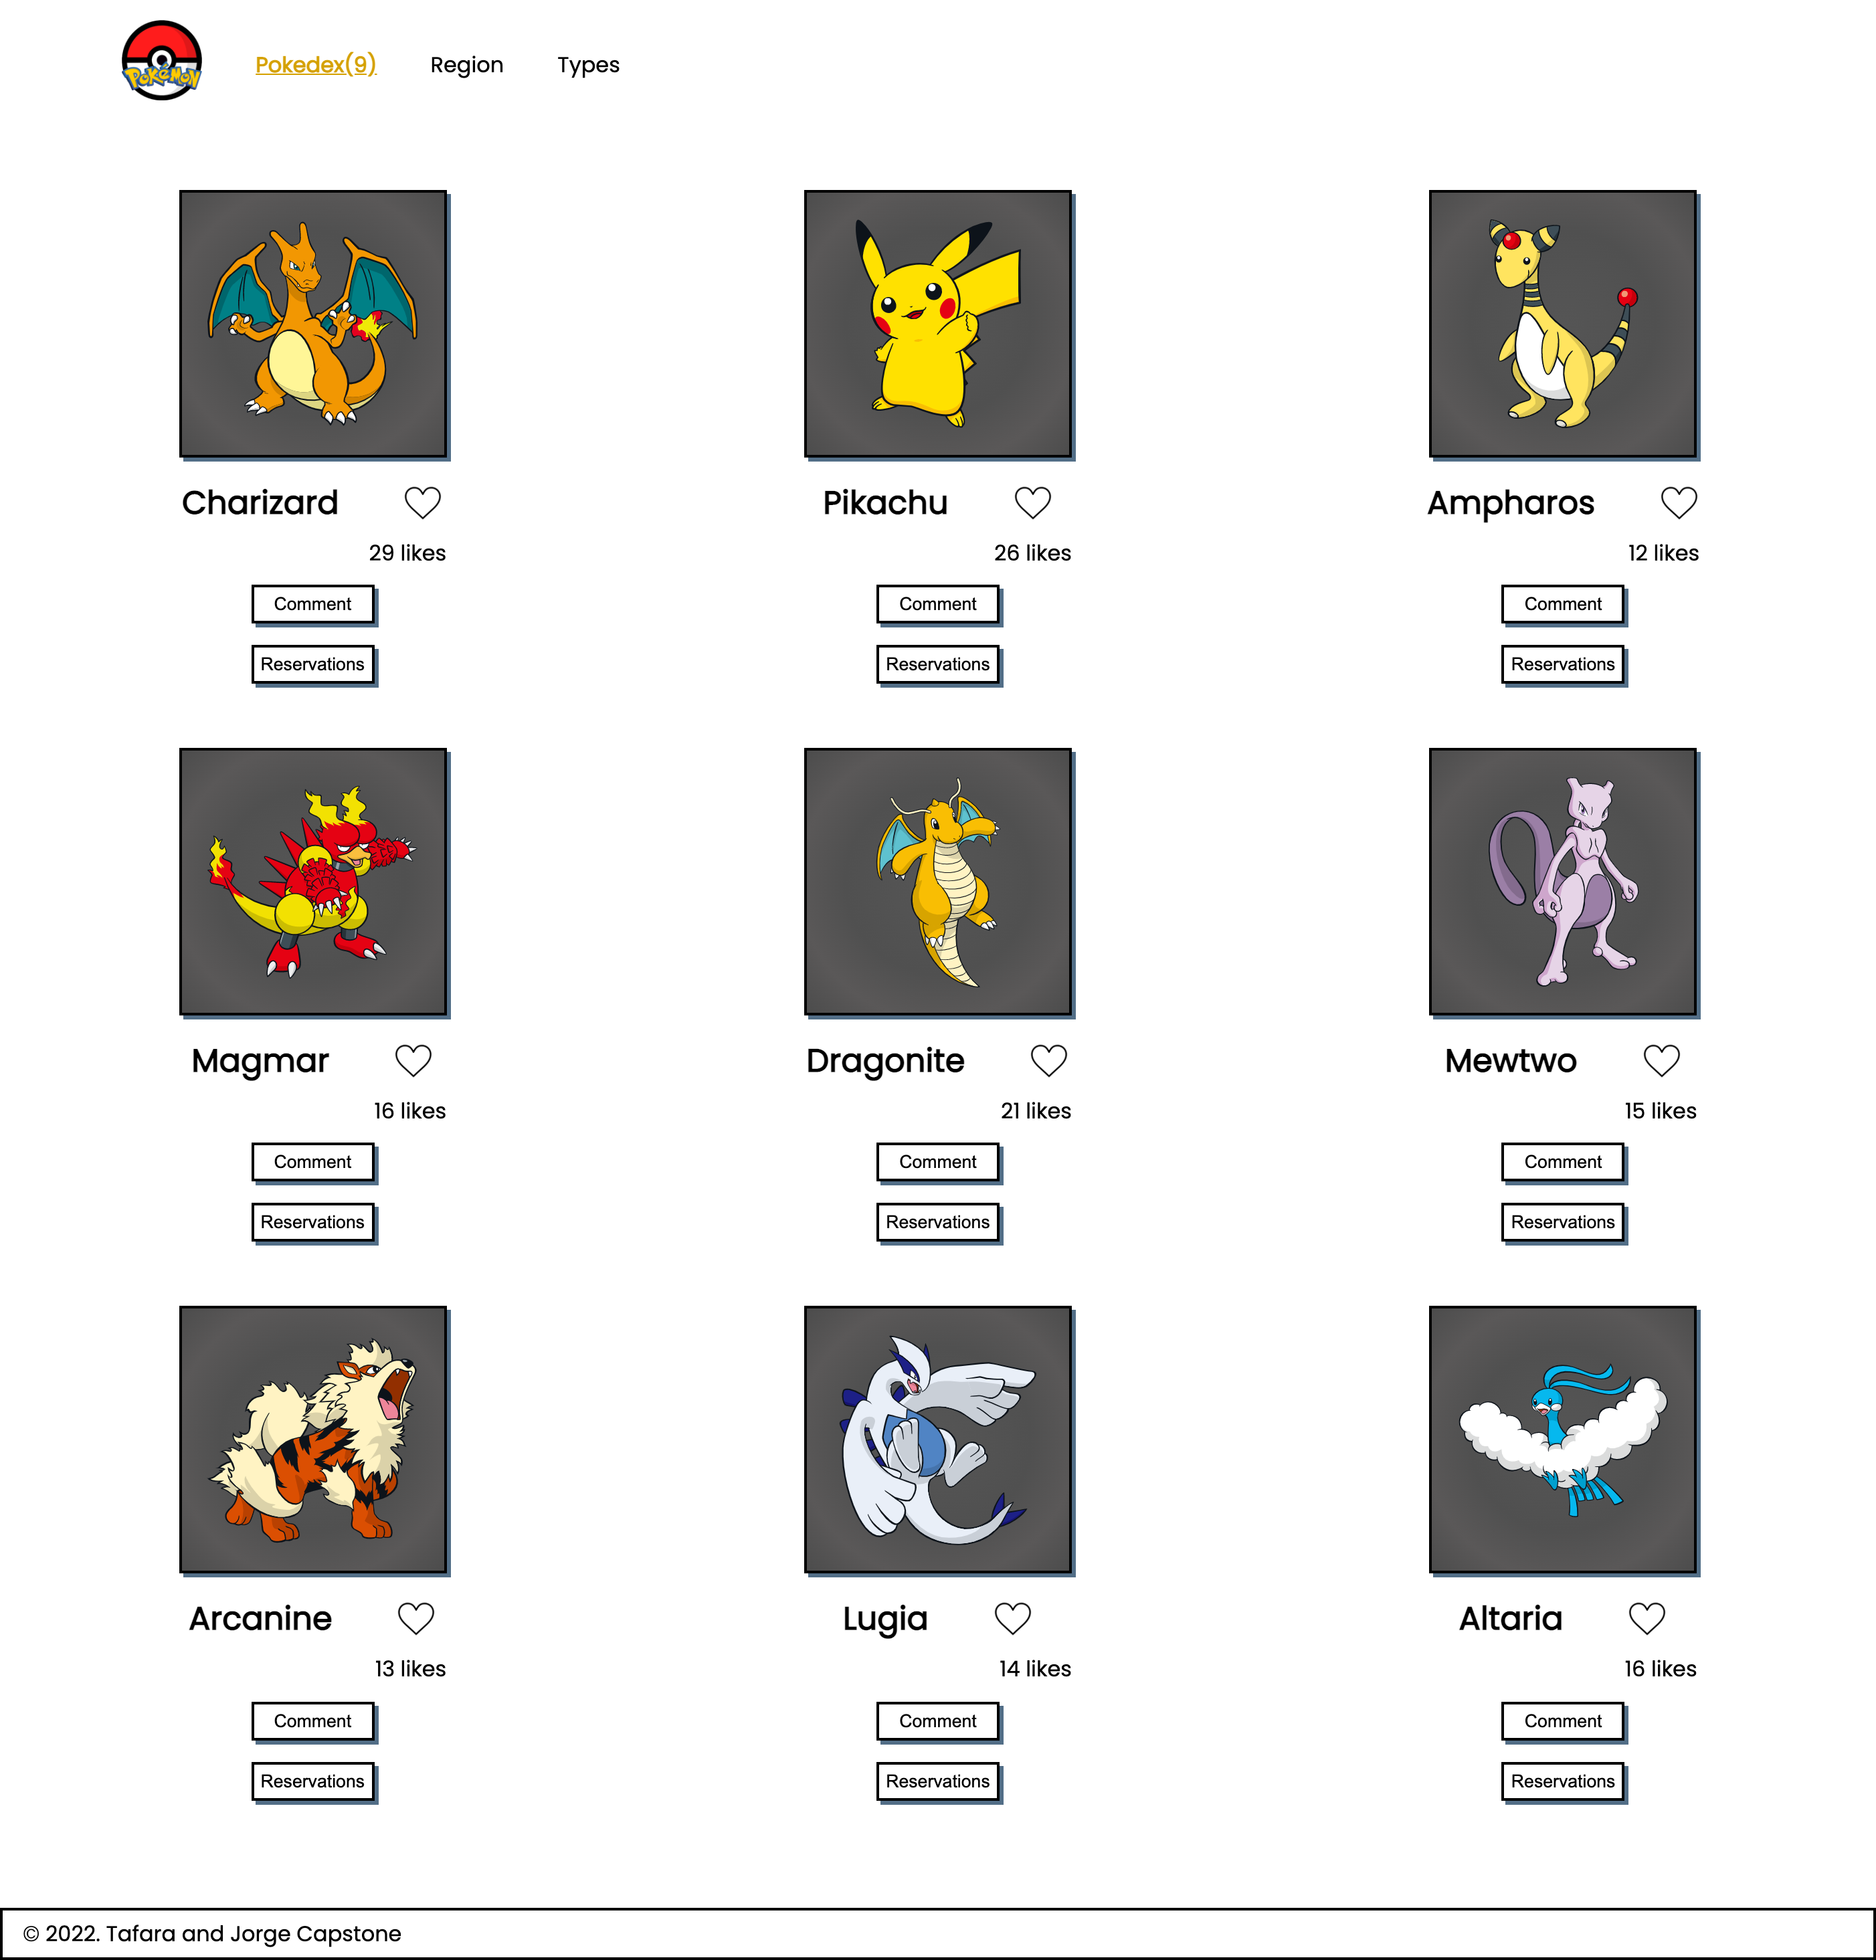 POKéMON
Pokedex(9) Region Types
Charizard Pikachu Ampharos
29 likes 26 likes 12 likes
Comment Comment Comment
Reservations Reservations Reservations
Magmar Dragonite Mewtwo
16 likes 21 likes 15 likes
Comment Comment Comment
Reservations Reservations Reservations
Arcanine Lugia Altaria
13 likes 14 likes 16 likes
Comment Comment Comment
Reservations Reservations Reservations
© 2022. Tafara and Jorge Capstone